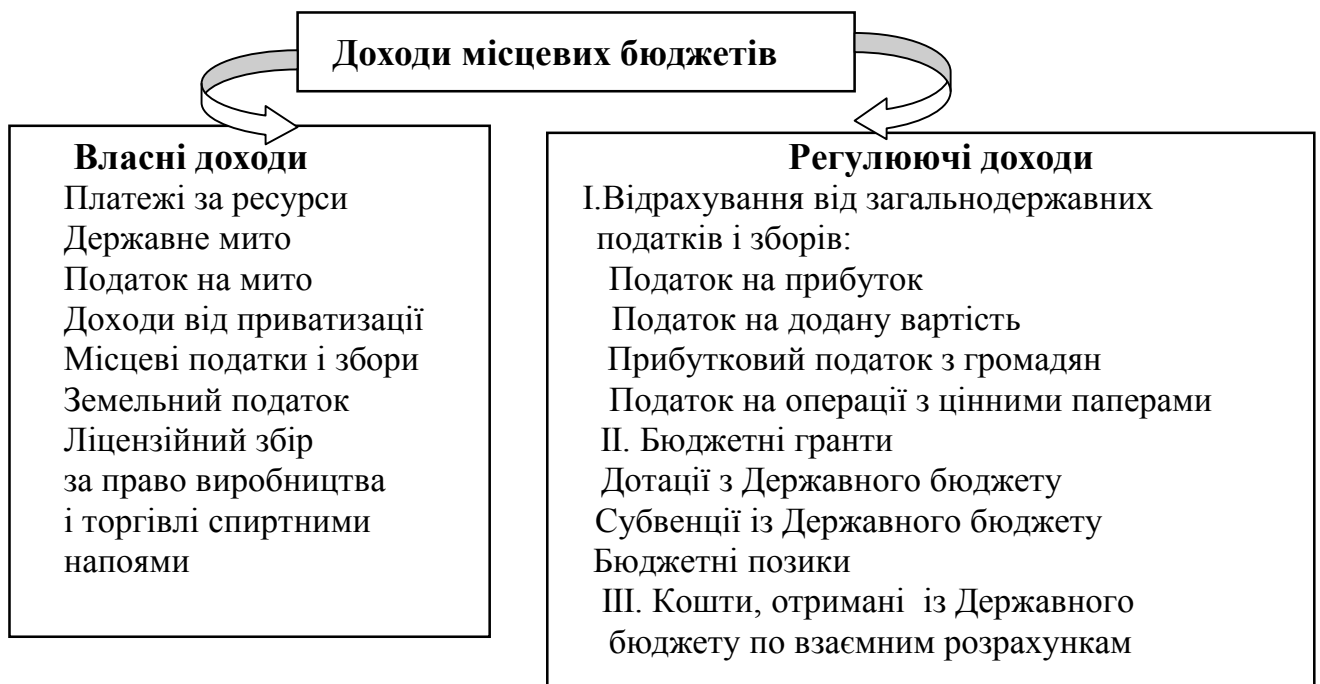 Доходи місцевих бюджетів
Власні доходи
Платежі за ресурси
Державне мито
Податок на мито
Доходи від приватизації
Місцеві податки і збори
Земельний податок
Ліцензійний збір
за право виробництва
і торгівлі спиртними
напоями
Регулюючі доходи
І.Відрахування від загальнодержавних
податків і зборів:
Податок на прибуток
Податок на додану вартість
Прибутковий податок з громадян
Податок на операції з цінними паперами
ІІ. Бюджетні гранти
Дотації з Державного бюджету
Субвенції із Державного бюджету
Бюджетні позики
ІІІ. Кошти, отримані із Державного
бюджету по взаємним розрахункам